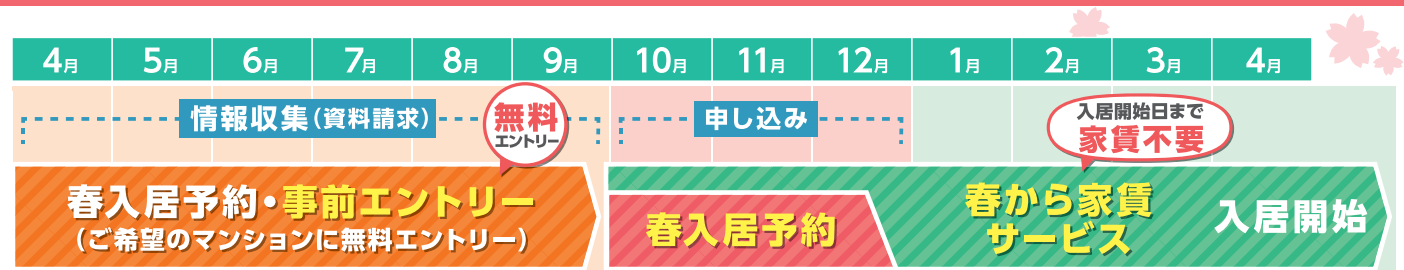 4月 5月 6月 7月 8月 9月 10月 11月 12月 1月 2月 3月 4月
情報収集(資料請求)
無料
エントリー
申し込み
入居開始日まで
家賃不要
春入居予約・事前エントリー
(ご希望のマンションに無料エントリー)
春入居予約
春から家賃
サービス
入居開始